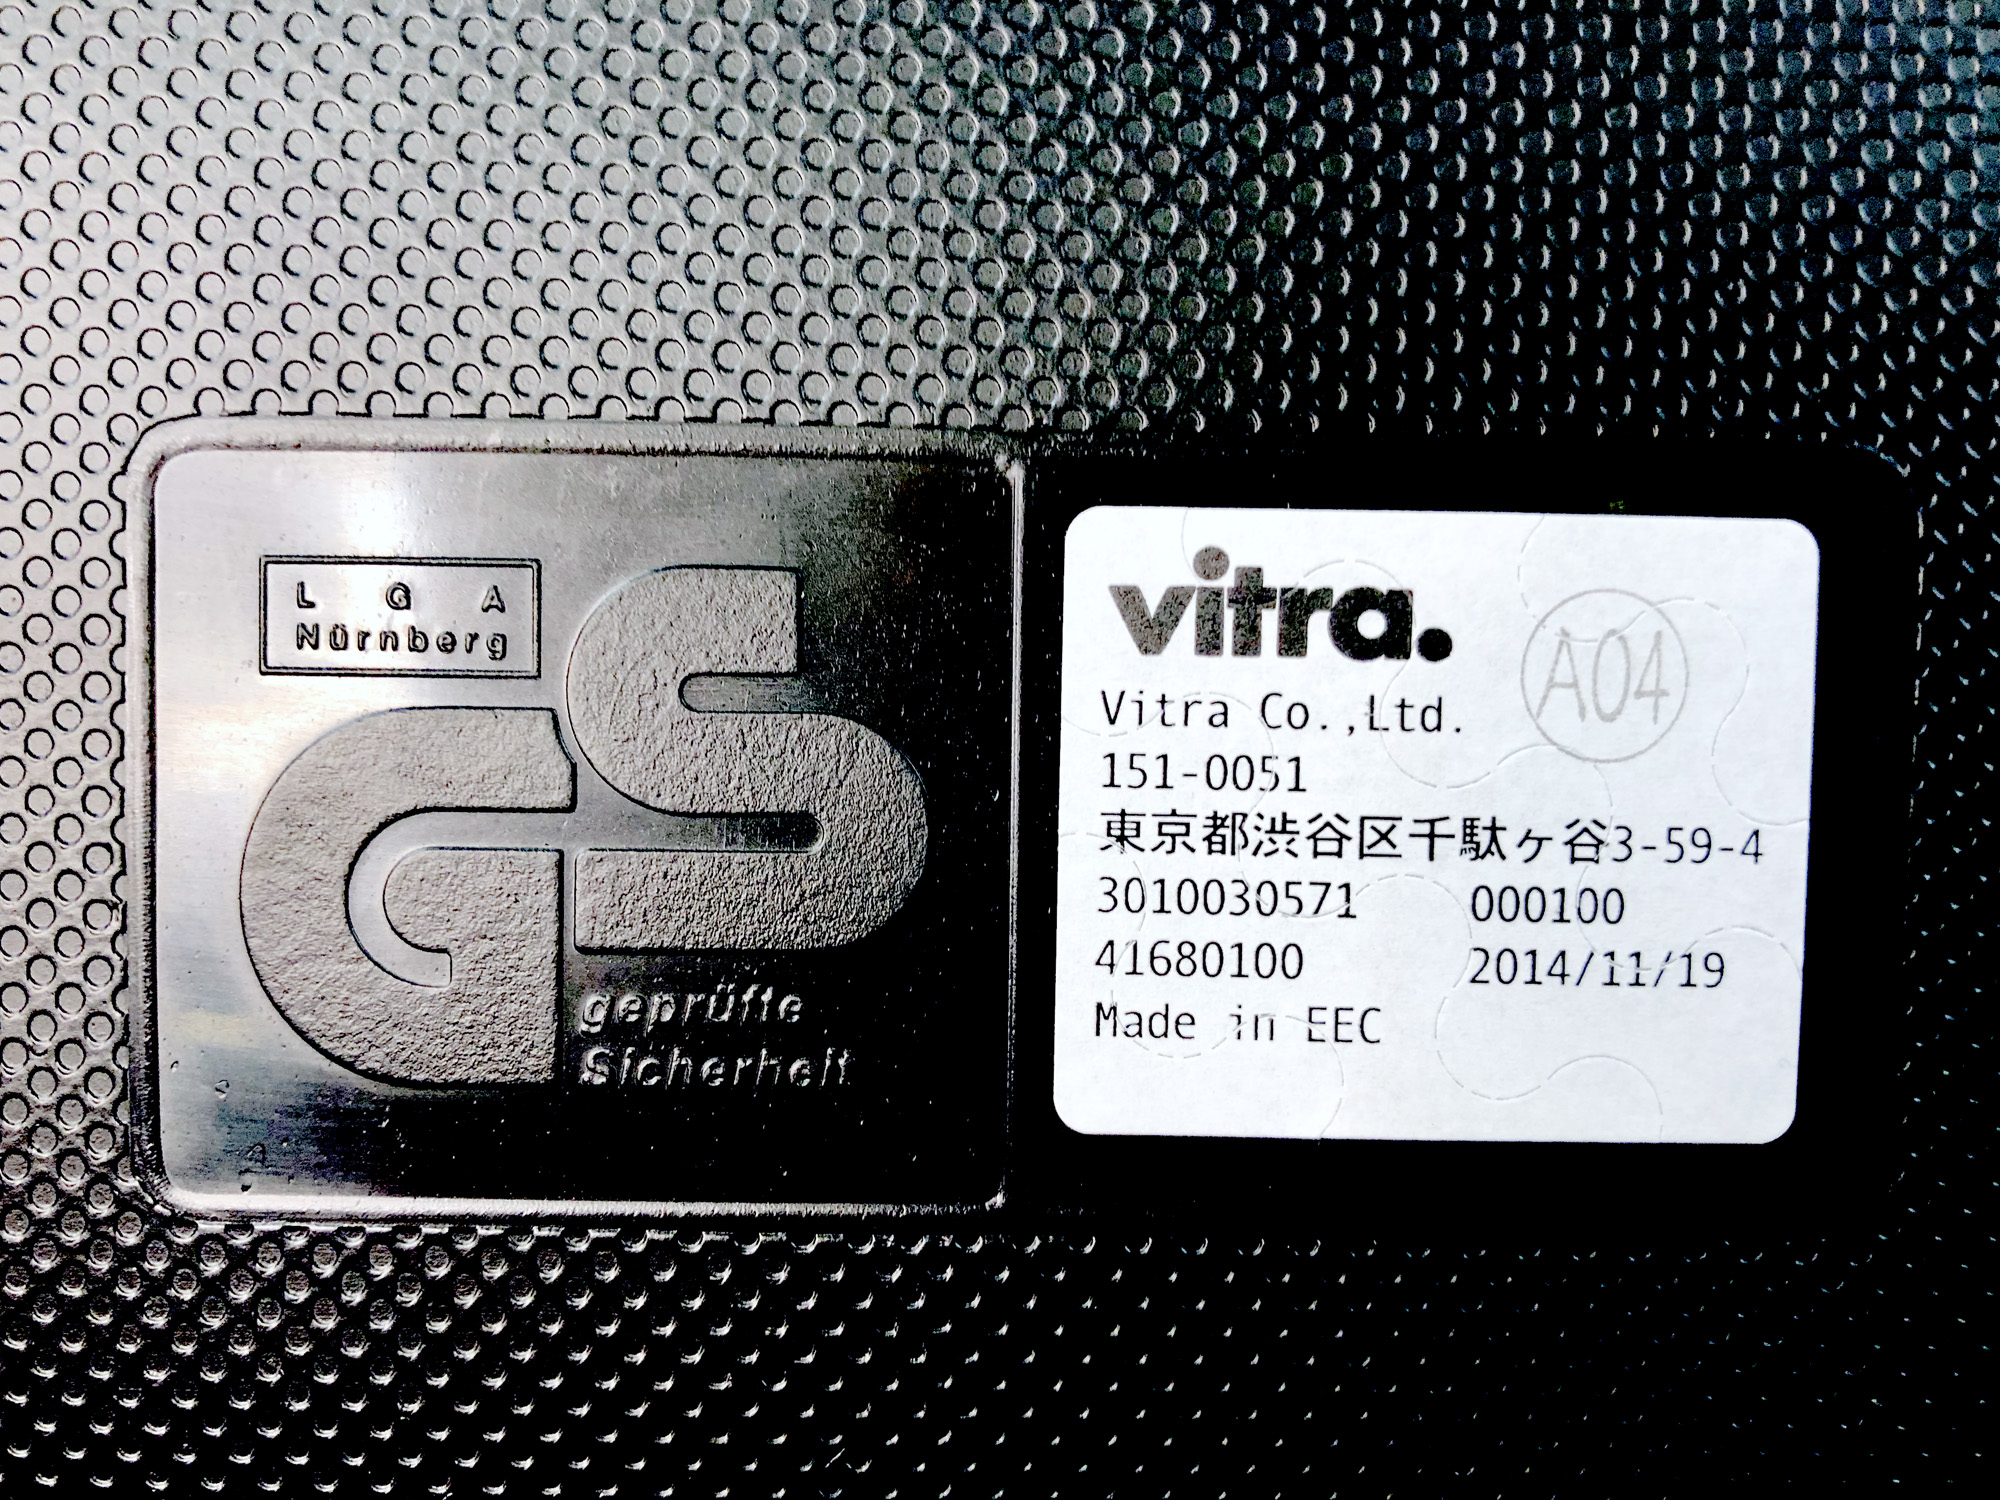 L G A
Nürnberg
GS
geprüfte
Sicherheit
vitra.
A04
Vitra Co.,Ltd.
151-0051
東京都渋谷区千駄ヶ谷3-59-4
3010030571 000100
41680100 2014/11/19
Made in EEC